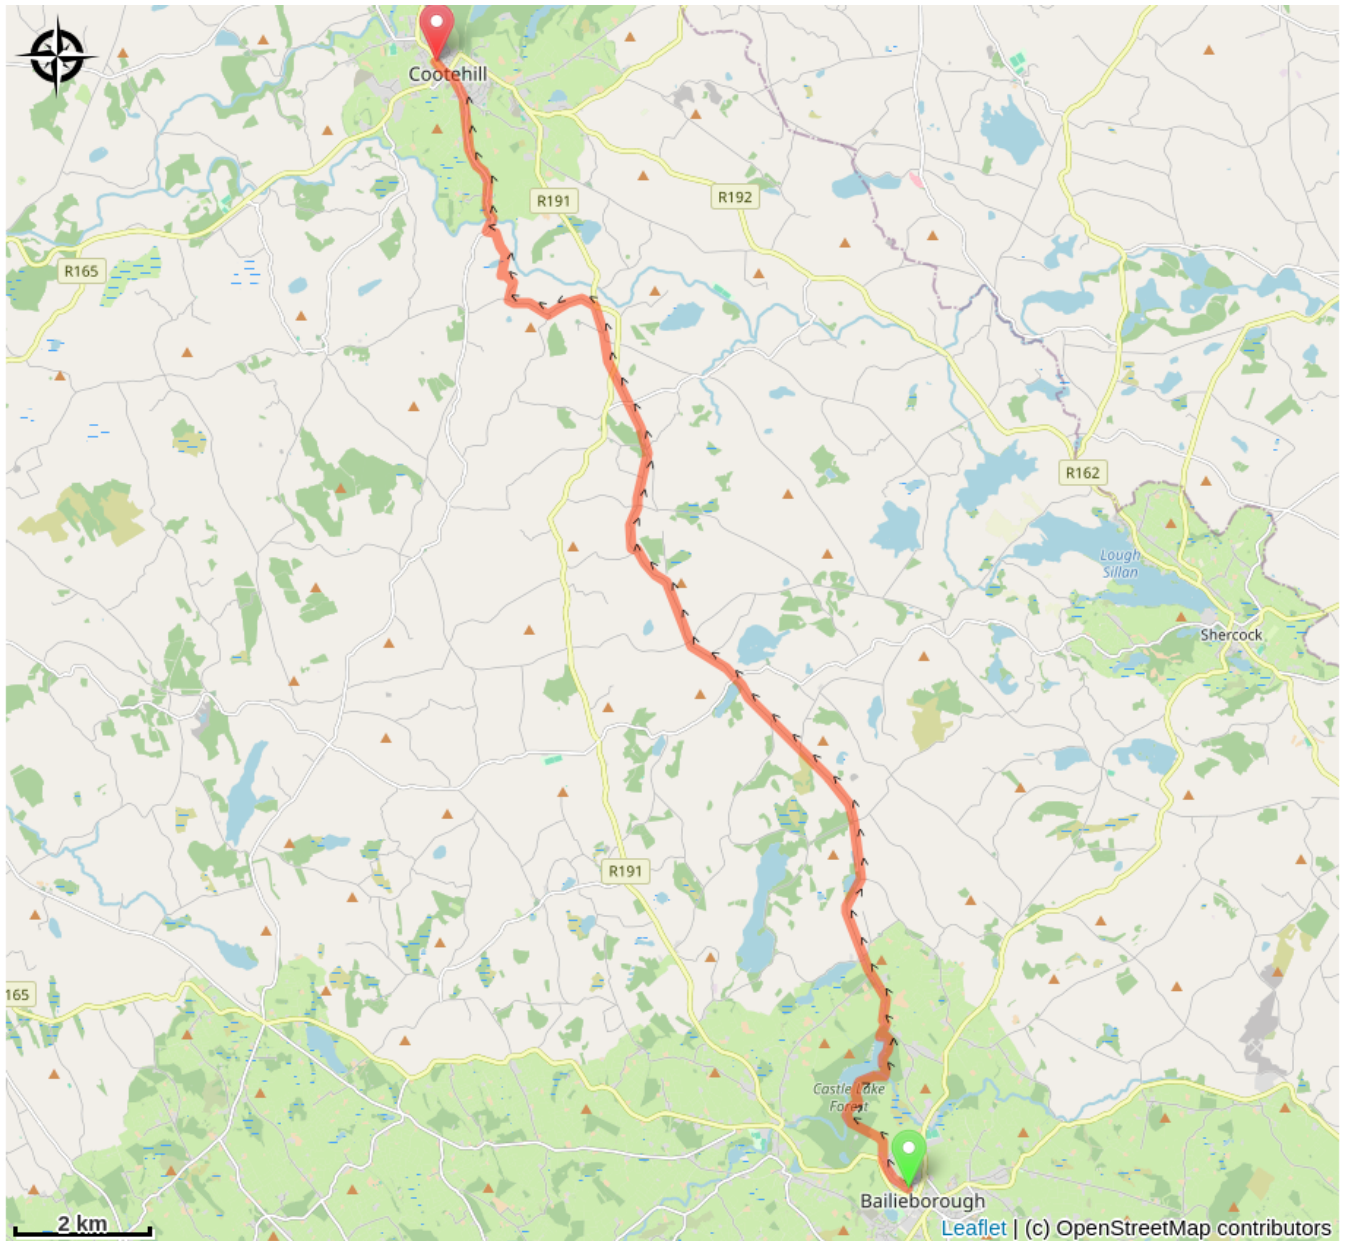 Cootehill
R191
R192
R165
R162
Lough
Sillan
Shercock
R191
165
Castle Lake
Forest
Bailieborough
2 km
Leaflet | (c) OpenStreetMap contributors